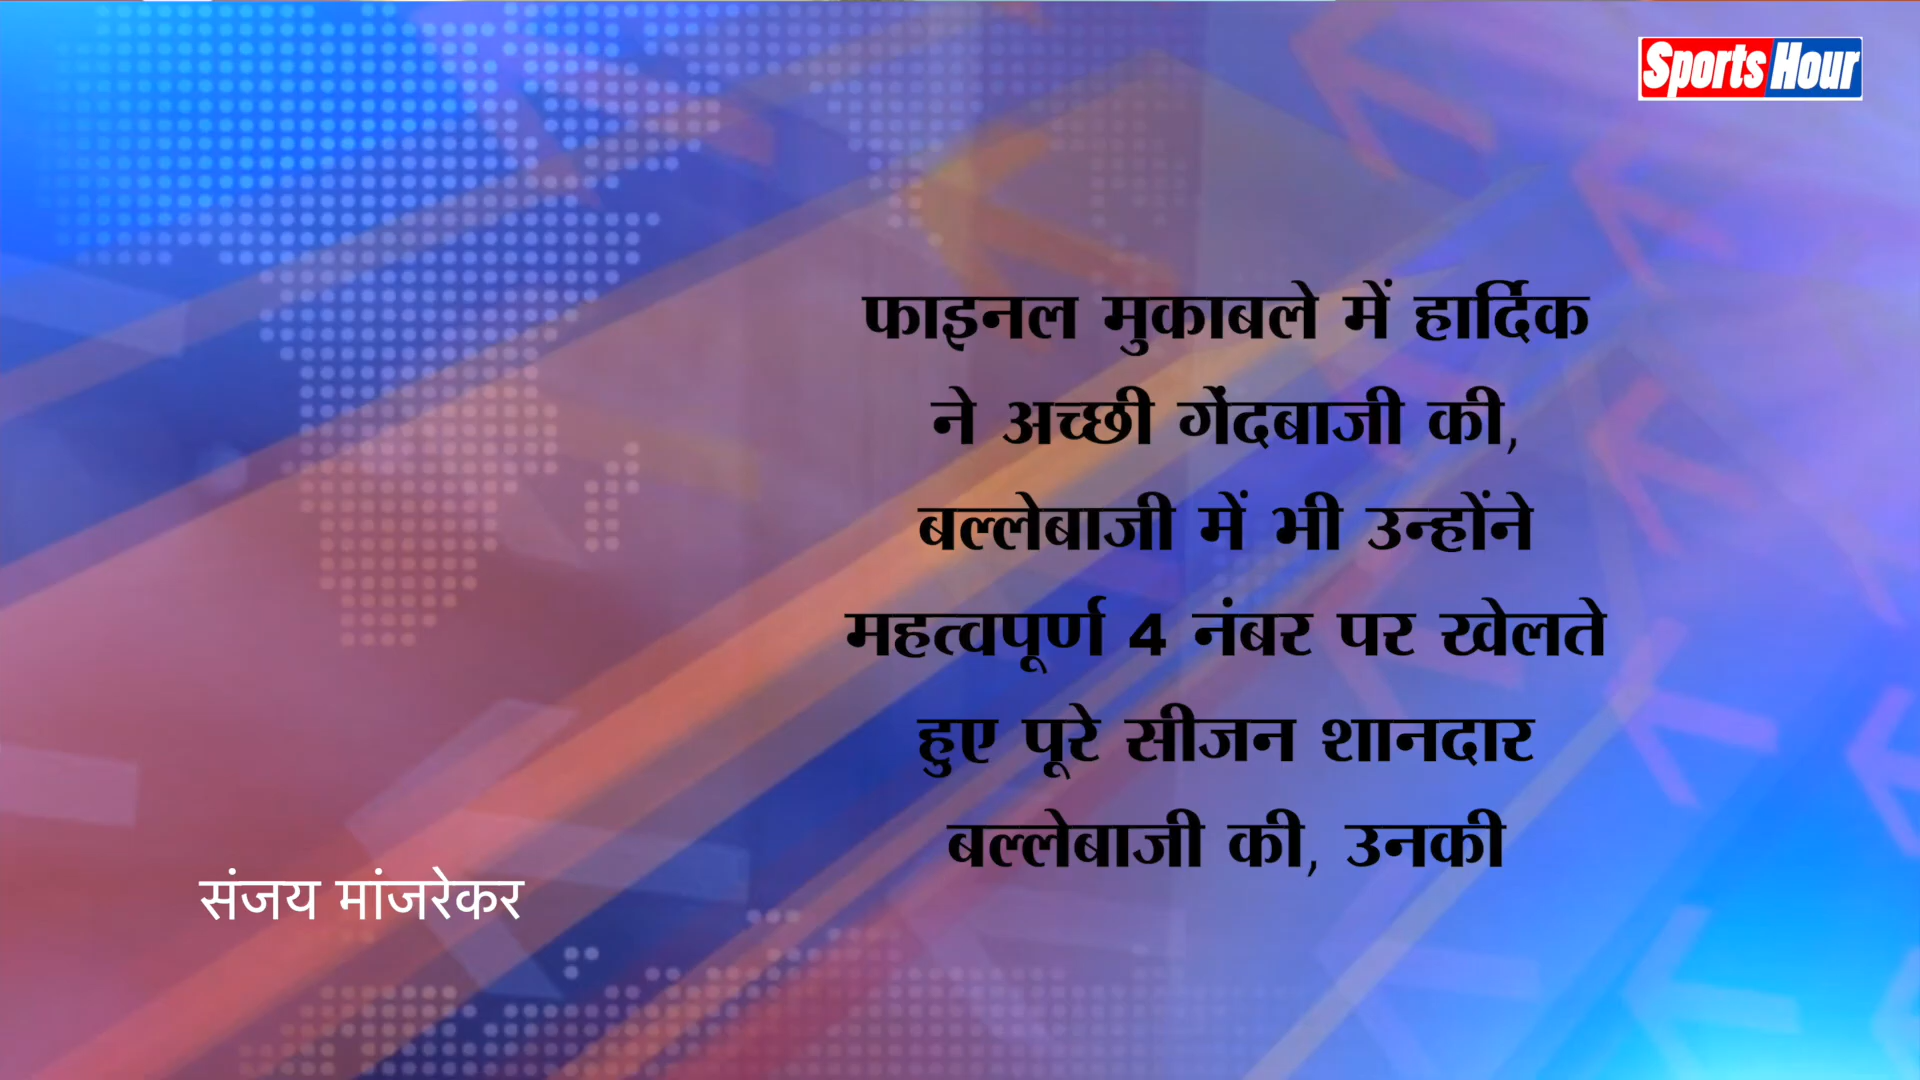 Sports Hour
फाइनल मुकाबले में हार्दिक
ने अच्छी गेंदबाजी की,
बल्लेबाजी में भी उन्होंने
महत्वपूर्ण 4 नंबर पर खेलते
हुए पूरे सीजन शानदार
बल्लेबाजी की, उनकी
संजय मांजरेकर